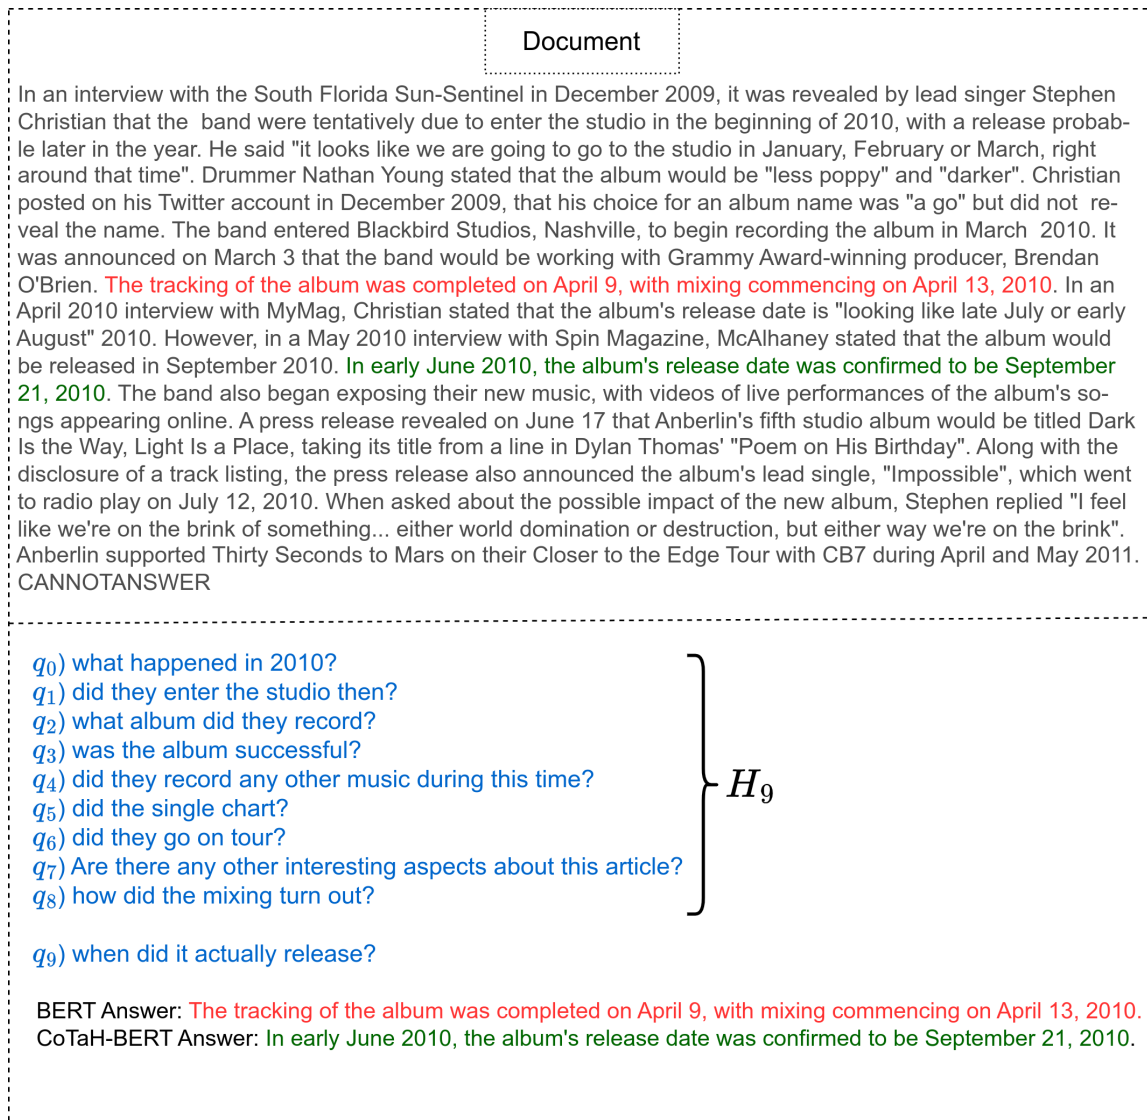 Document
In an interview with the South Florida Sun-Sentinel in December 2009, it was revealed by lead singer Stephen
Christian that the band were tentatively due to enter the studio in the beginning of 2010, with a release probab-
le later in the year. He said "it looks like we are going to go to the studio in January, February or March, right
around that time". Drummer Nathan Young stated that the album would be "less poppy" and "darker". Christian
posted on his Twitter account in December 2009, that his choice for an album name was "a go" but did not re-
veal the name. The band entered Blackbird Studios, Nashville, to begin recording the album in March 2010. It
was announced on March 3 that the band would be working with Grammy Award-winning producer, Brendan
O'Brien. The tracking of the album was completed on April 9, with mixing commencing on April 13, 2010. In an
April 2010 interview with MyMag, Christian stated that the album's release date is "looking like late July or early
August" 2010. However, in a May 2010 interview with Spin Magazine, McAlhaney stated that the album would
be released in September 2010. In early June 2010, the album's release date was confirmed to be September
21, 2010. The band also began exposing their new music, with videos of live performances of the album's so-
ngs appearing online. A press release revealed on June 17 that Anberlin's fifth studio album would be titled Dark
Is the Way, Light Is a Place, taking its title from a line in Dylan Thomas' "Poem on His Birthday". Along with the
disclosure of a track listing, the press release also announced the album's lead single, "Impossible", which went
to radio play on July 12, 2010. When asked about the possible impact of the new album, Stephen replied "I feel
like we're on the brink of something... either world domination or destruction, but either way we're on the brink".
Anberlin supported Thirty Seconds to Mars on their Closer to the Edge Tour with CB7 during April and May 2011.
CANNOTANSWER
q0) what happened in 2010?
q1) did they enter the studio then?
q2) what album did they record?
q3) was the album successful?
q4) did they record any other music during this time?
q5) did the single chart?
q6) did they go on tour?
q7) Are there any other interesting aspects about this article?
q8) how did the mixing turn out?
H9
q9) when did it actually release?
BERT Answer: The tracking of the album was completed on April 9, with mixing commencing on April 13, 2010.
CoTaH-BERT Answer: In early June 2010, the album's release date was confirmed to be September 21, 2010.